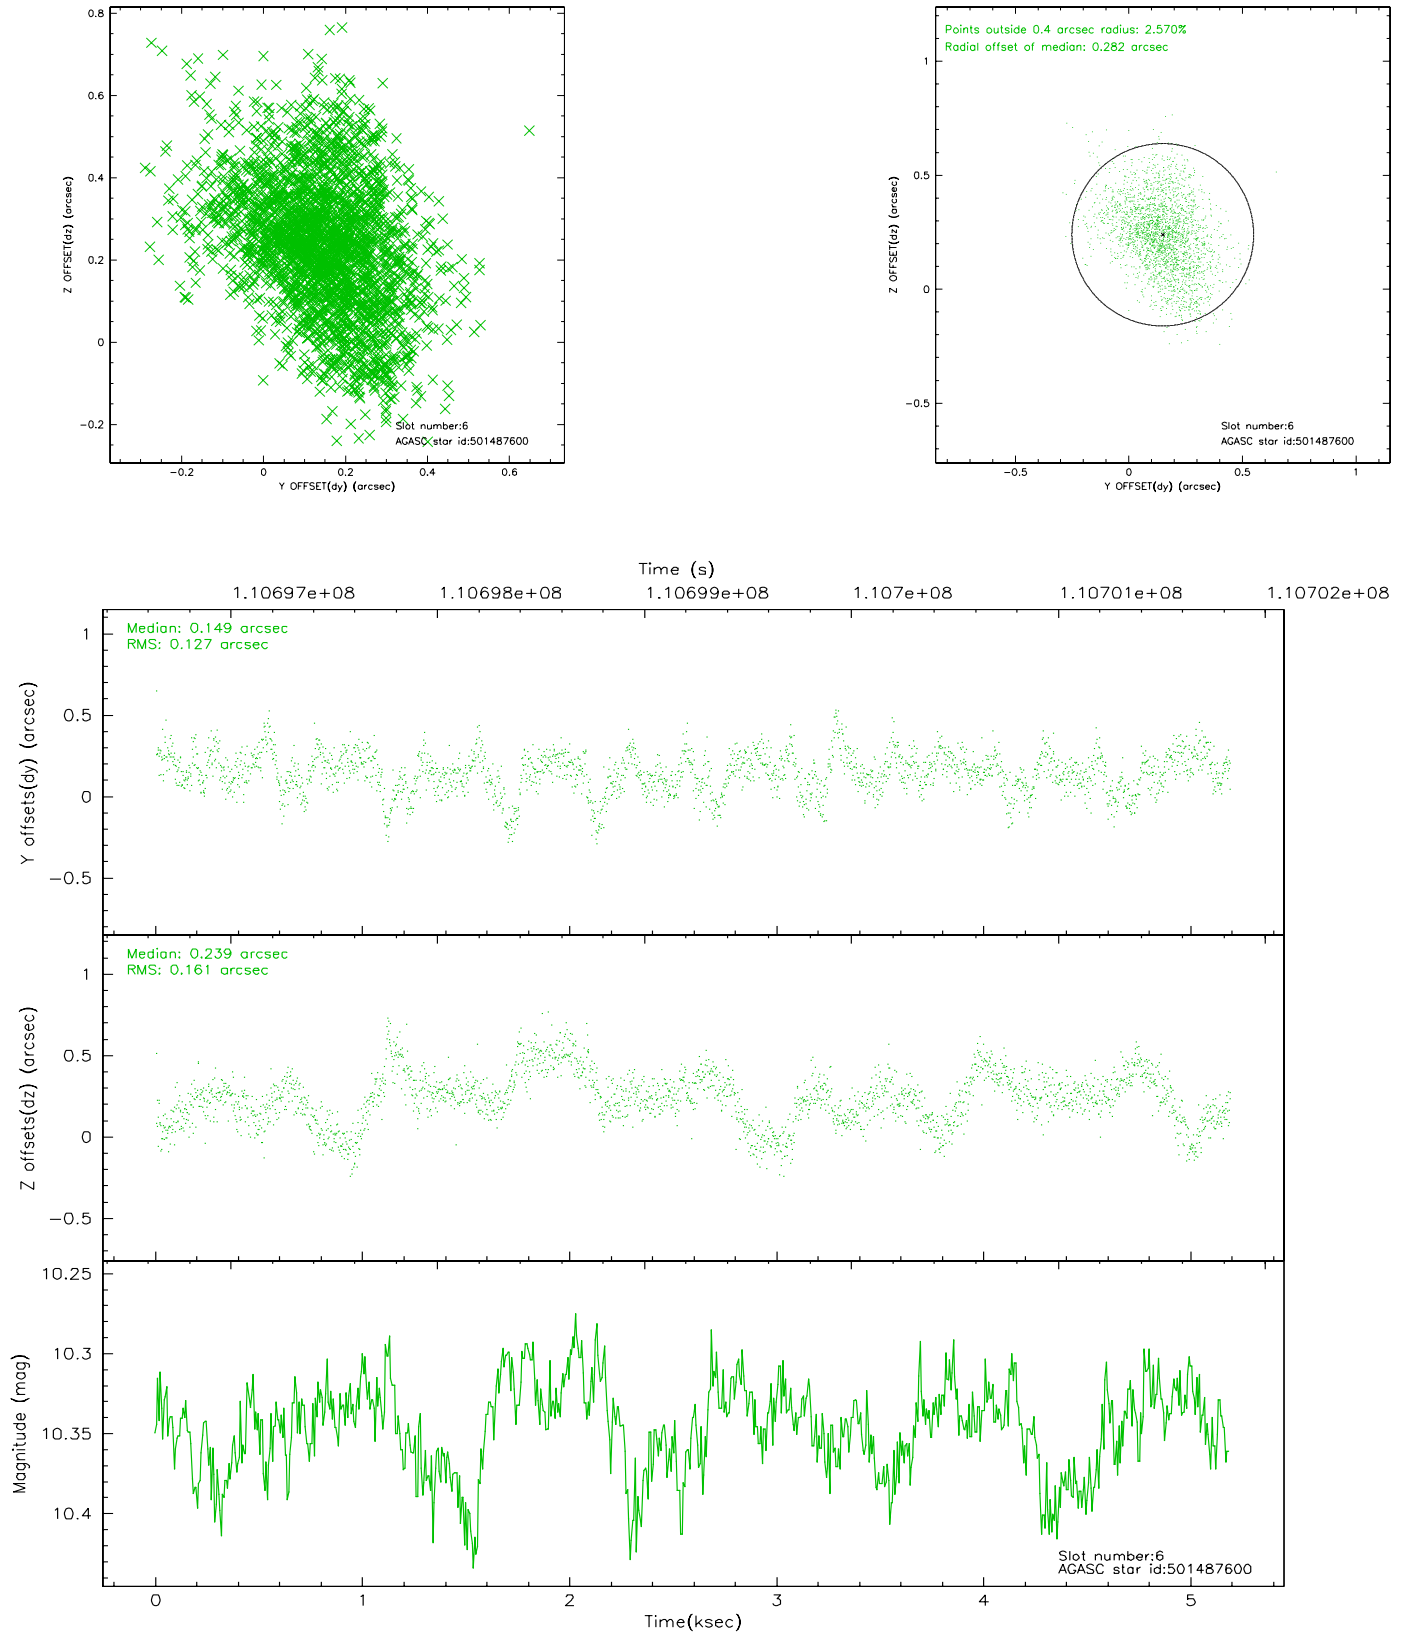 0.8
0.6
0.4
0.2
0
−0.2
Z OFFSET(dz) (arcsec)
−0.2 0 0.2 0.4 0.6
Y OFFSET(dy) (arcsec)
Slot number:6
AGASC star id:501487600
Points outside 0.4 arcsec radius: 2.570%
Radial offset of median: 0.282 arcsec
1
0.5
0
−0.5
Z OFFSET(dz) (arcsec)
−0.5 0 0.5 1
Y OFFSET(dy) (arcsec)
Slot number:6
AGASC star id:501487600
Time (s)
1.10697e+08 1.10698e+08 1.10699e+08 1.107e+08 1.10701e+08 1.10702e+08
Median: 0.149 arcsec
RMS: 0.127 arcsec
1
0.5
0
−0.5
Y offsets(dy) (arcsec)
Median: 0.239 arcsec
RMS: 0.161 arcsec
1
0.5
0
−0.5
Z offsets(dz) (arcsec)
10.25
10.3
10.35
10.4
Magnitude (mag)
Slot number:6
AGASC star id:501487600
0 1 2 3 4 5
Time(ksec)